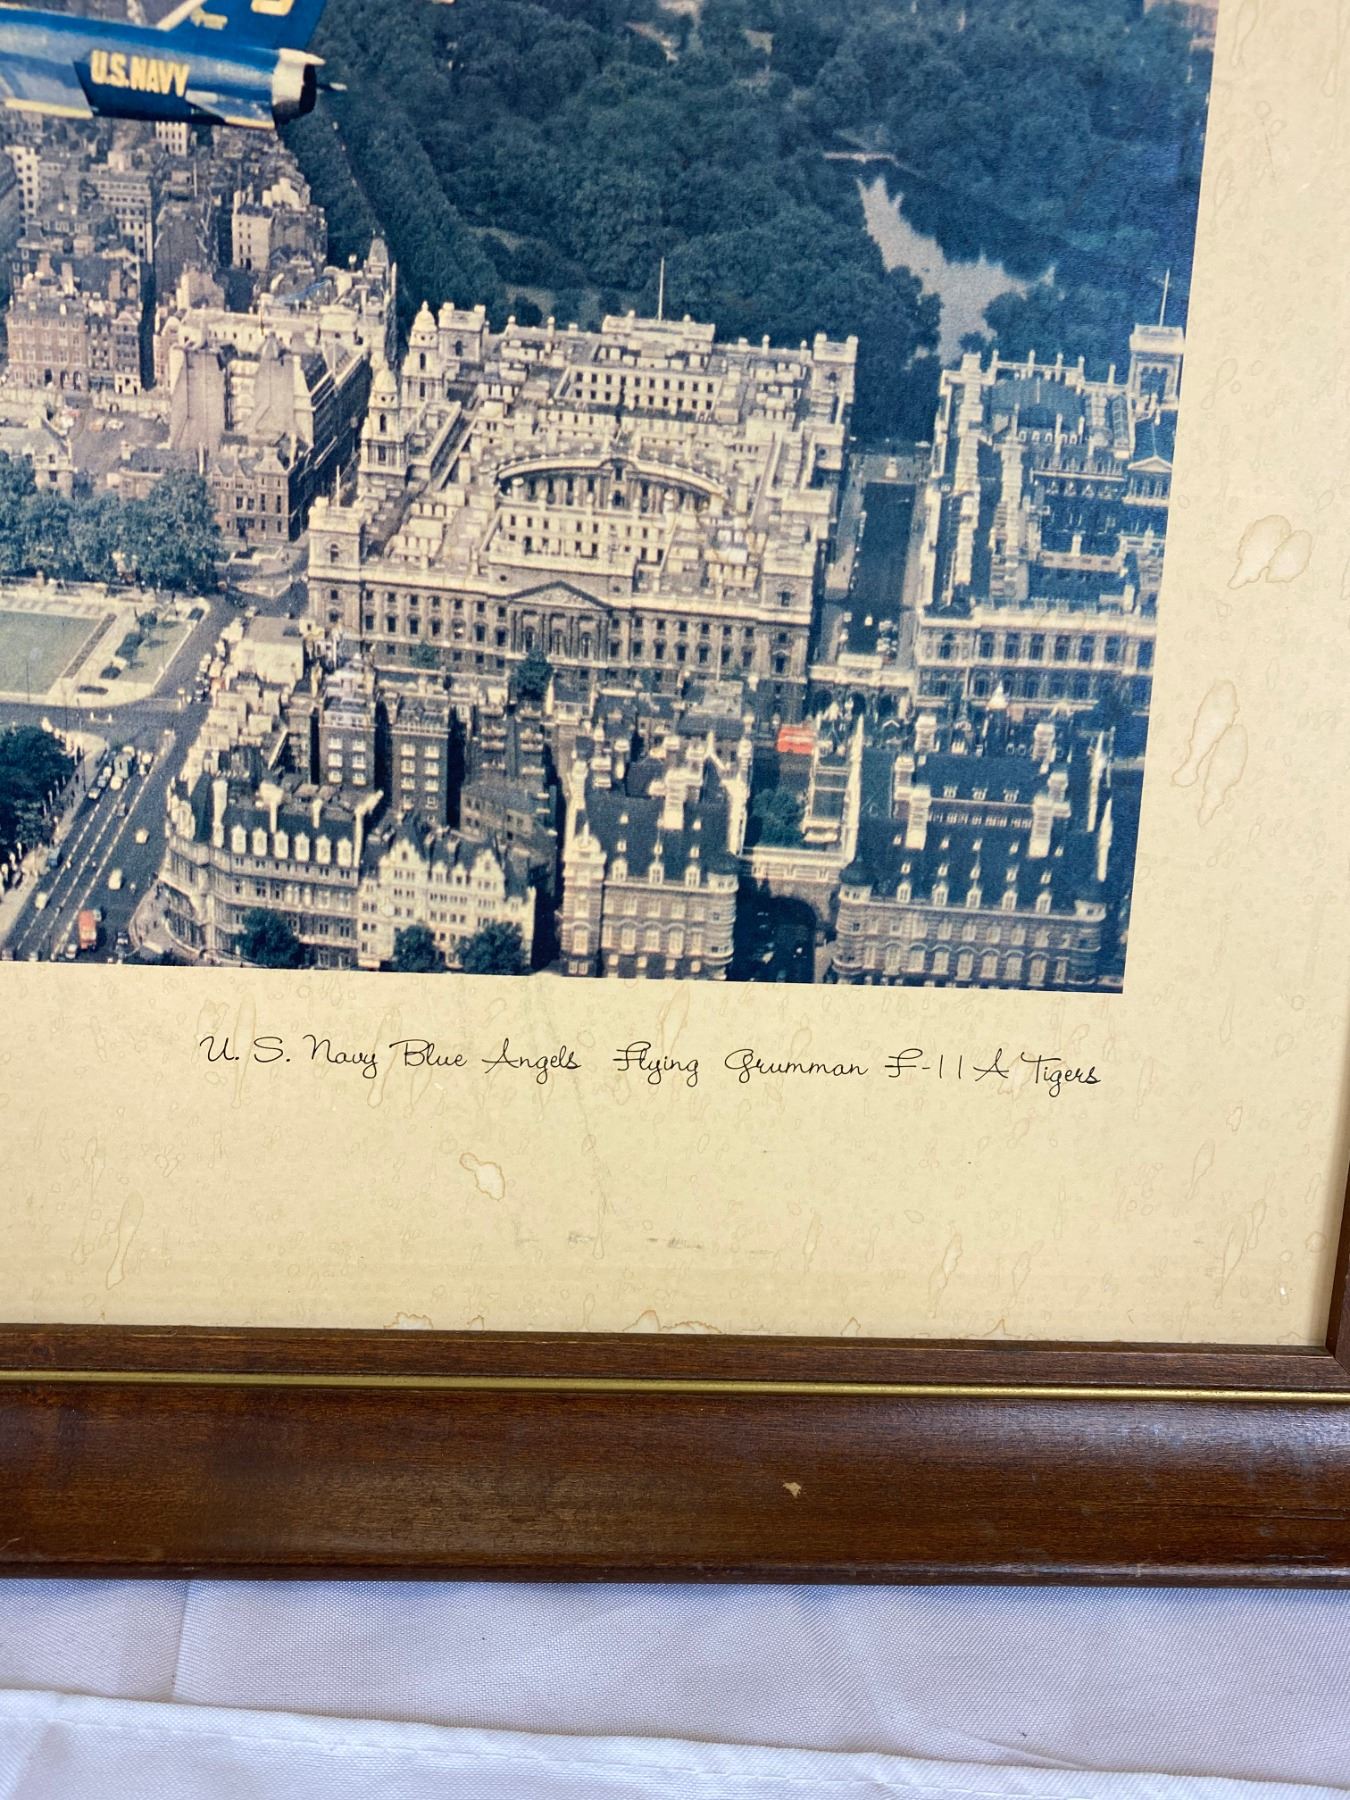 U.S.NAVY
U. S. Navy Blue Angels Flying Grumman F-11A Tigers